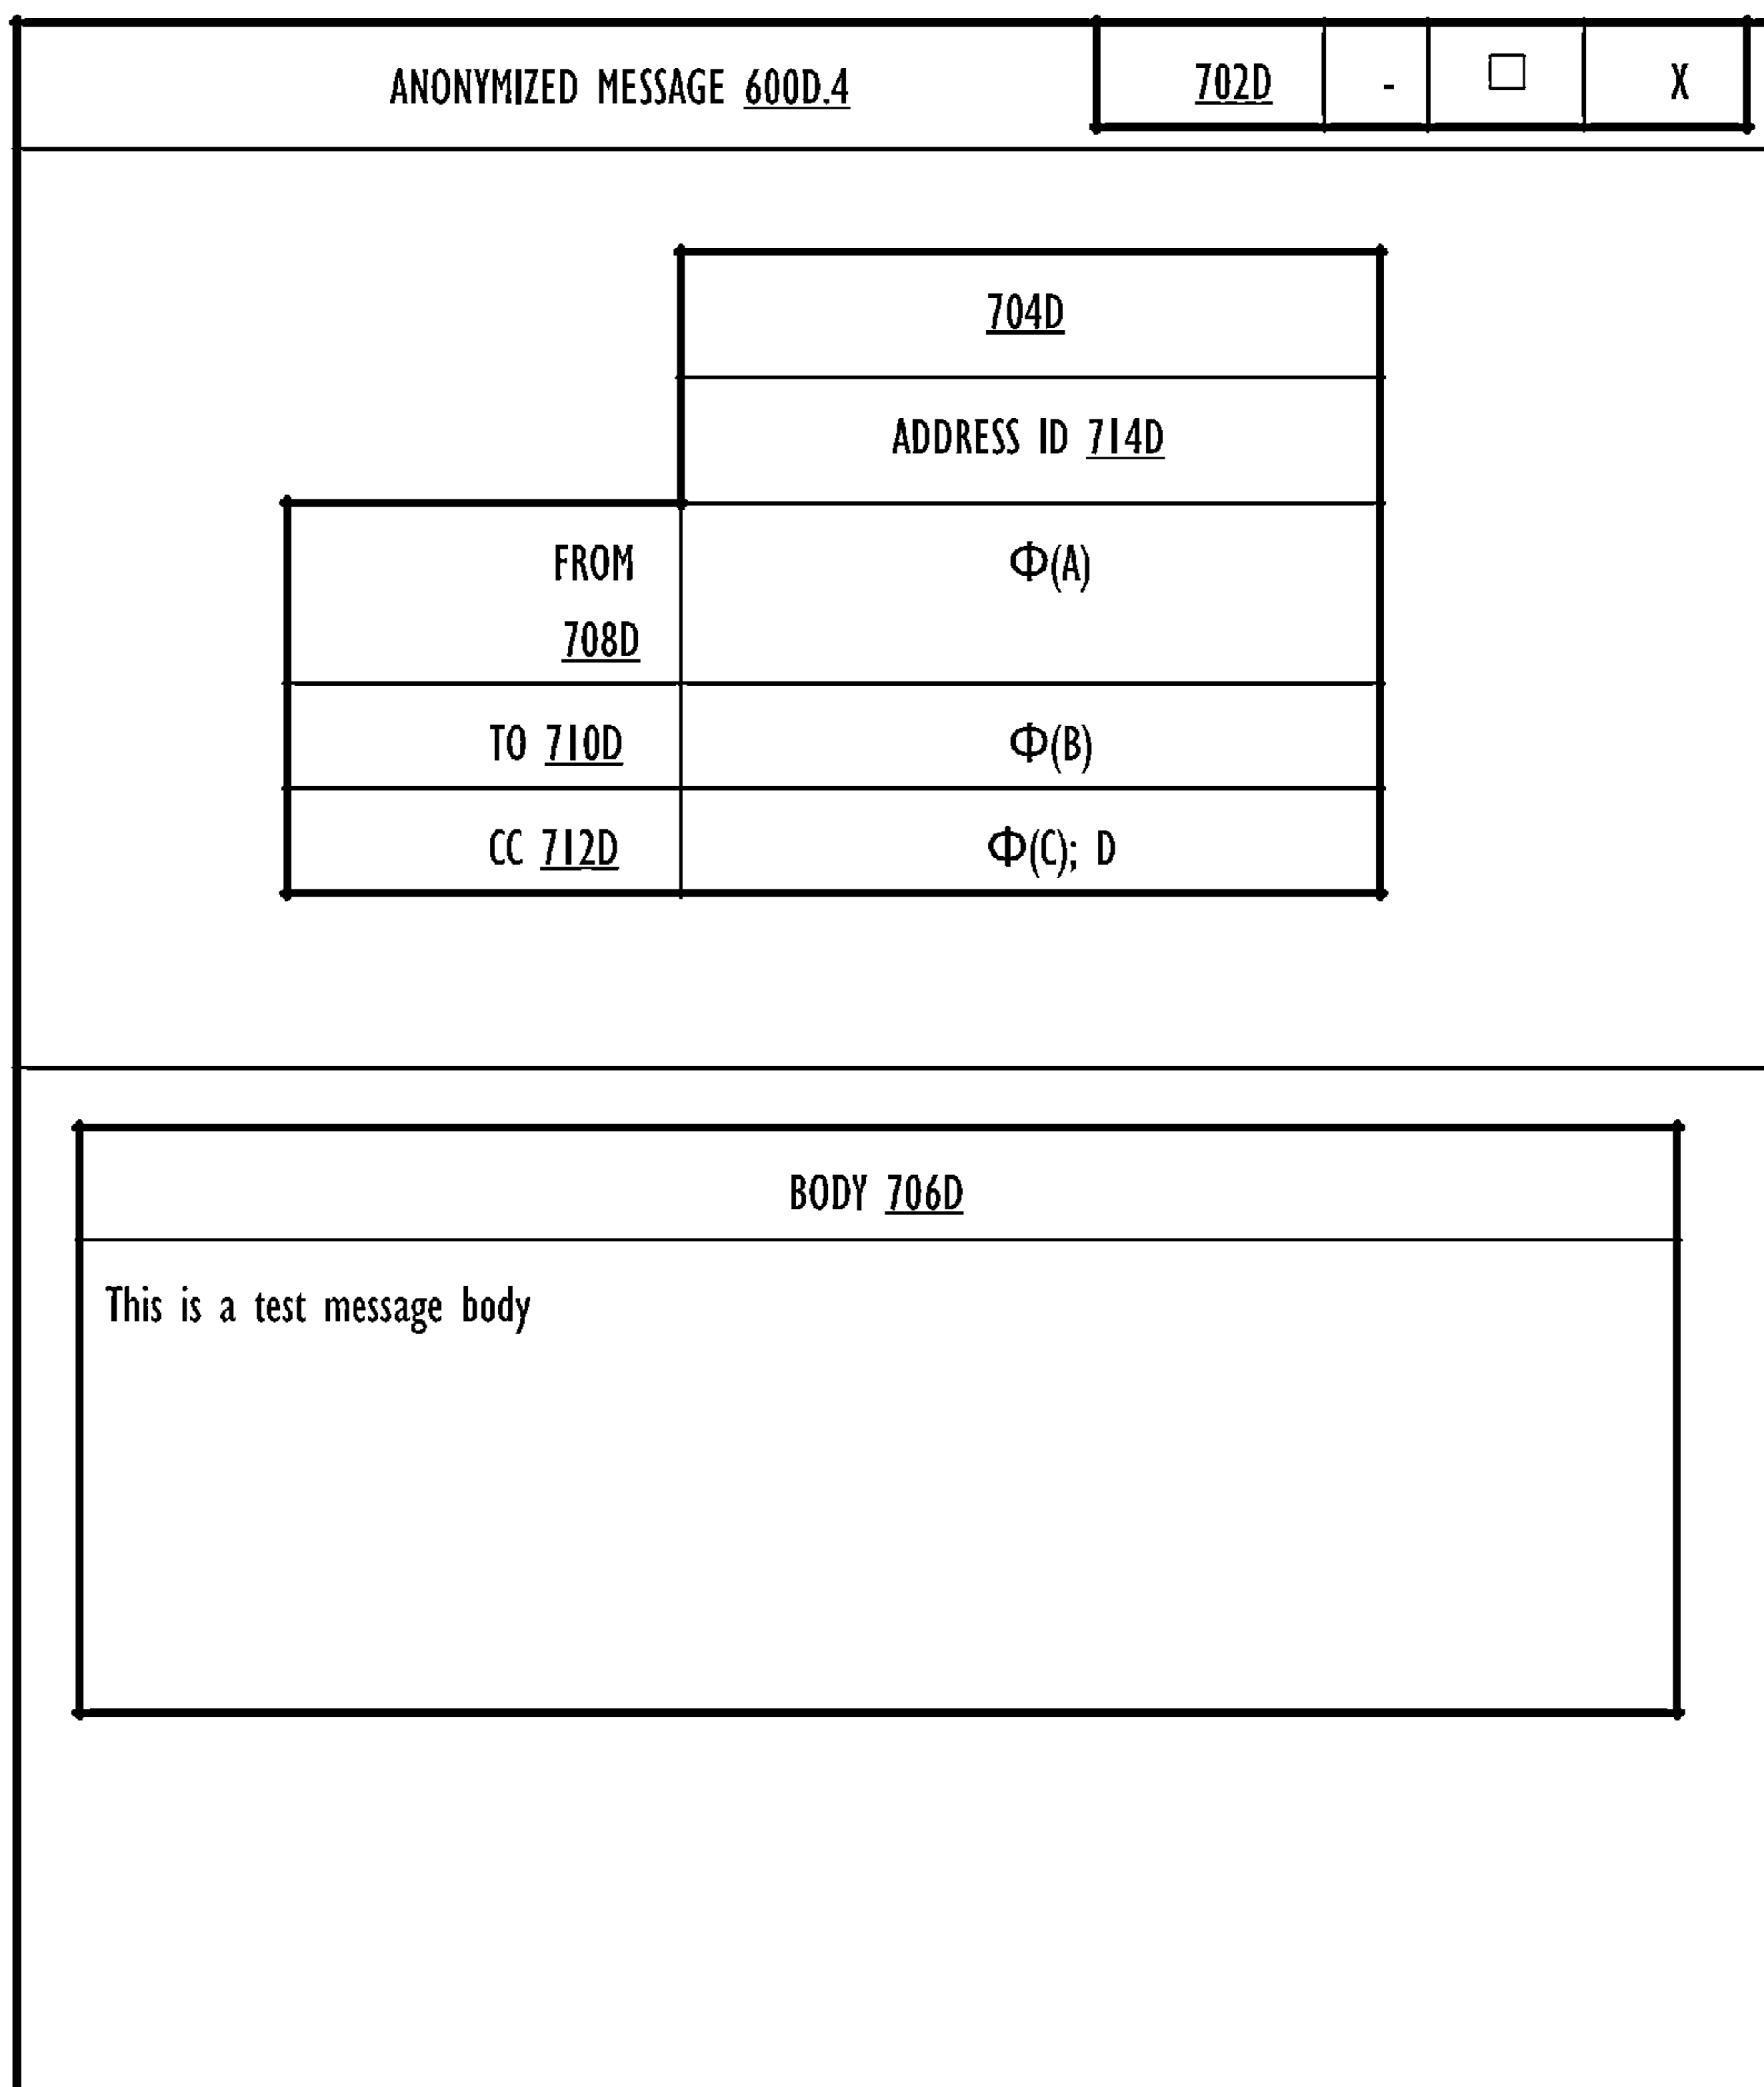 ANONYMIZED MESSAGE 600D.4
702D - □ X
704D
ADDRESS ID 714D
FROM Φ(A)
708D
TO 710D Φ(B)
CC 712D Φ(C); D
BODY 706D
This is a test message body